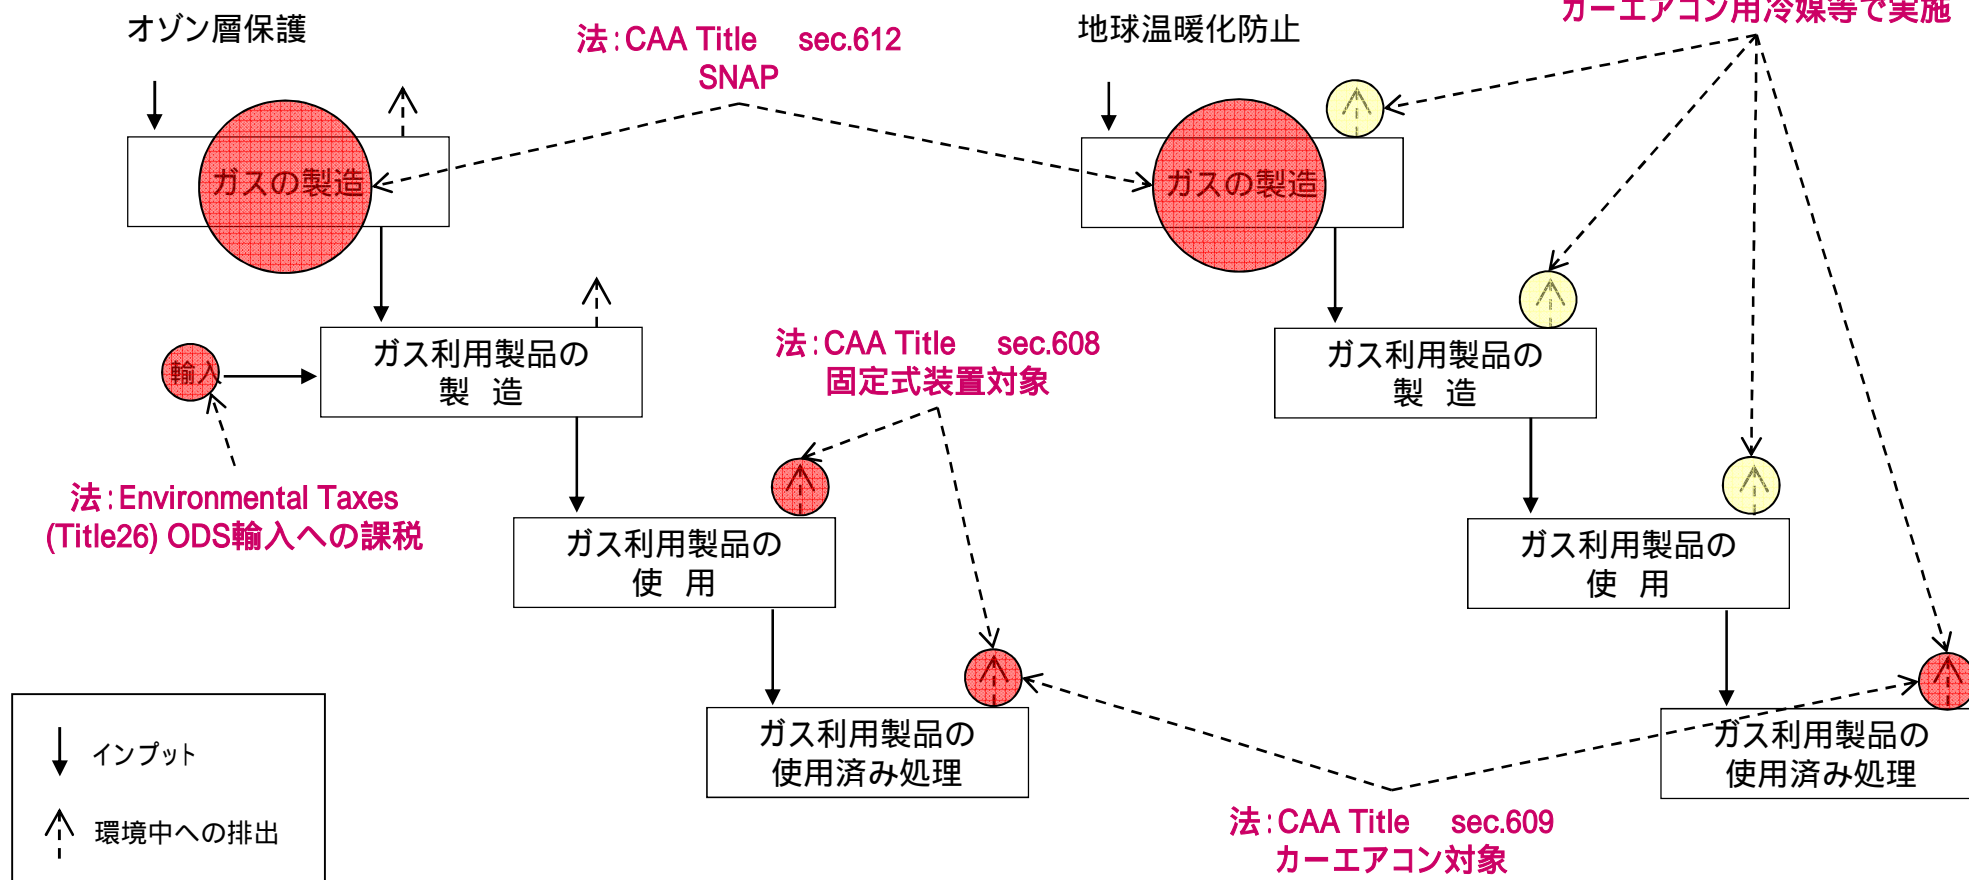 カーエアコン用冷媒等で実施
オゾン層保護
地球温暖化防止
法:CAA Title sec.612
SNAP
ガスの製造
ガスの製造
ガス利用製品の
製 造
輸入
法:CAA Title sec.608
固定式装置対象
ガス利用製品の
製 造
法:Environmental Taxes
(Title26) ODS輸入への課税
ガス利用製品の
使 用
ガス利用製品の
使 用
ガス利用製品の
使用済み処理
ガス利用製品の
使用済み処理
インプット
環境中への排出
法:CAA Title sec.609
カーエアコン対象